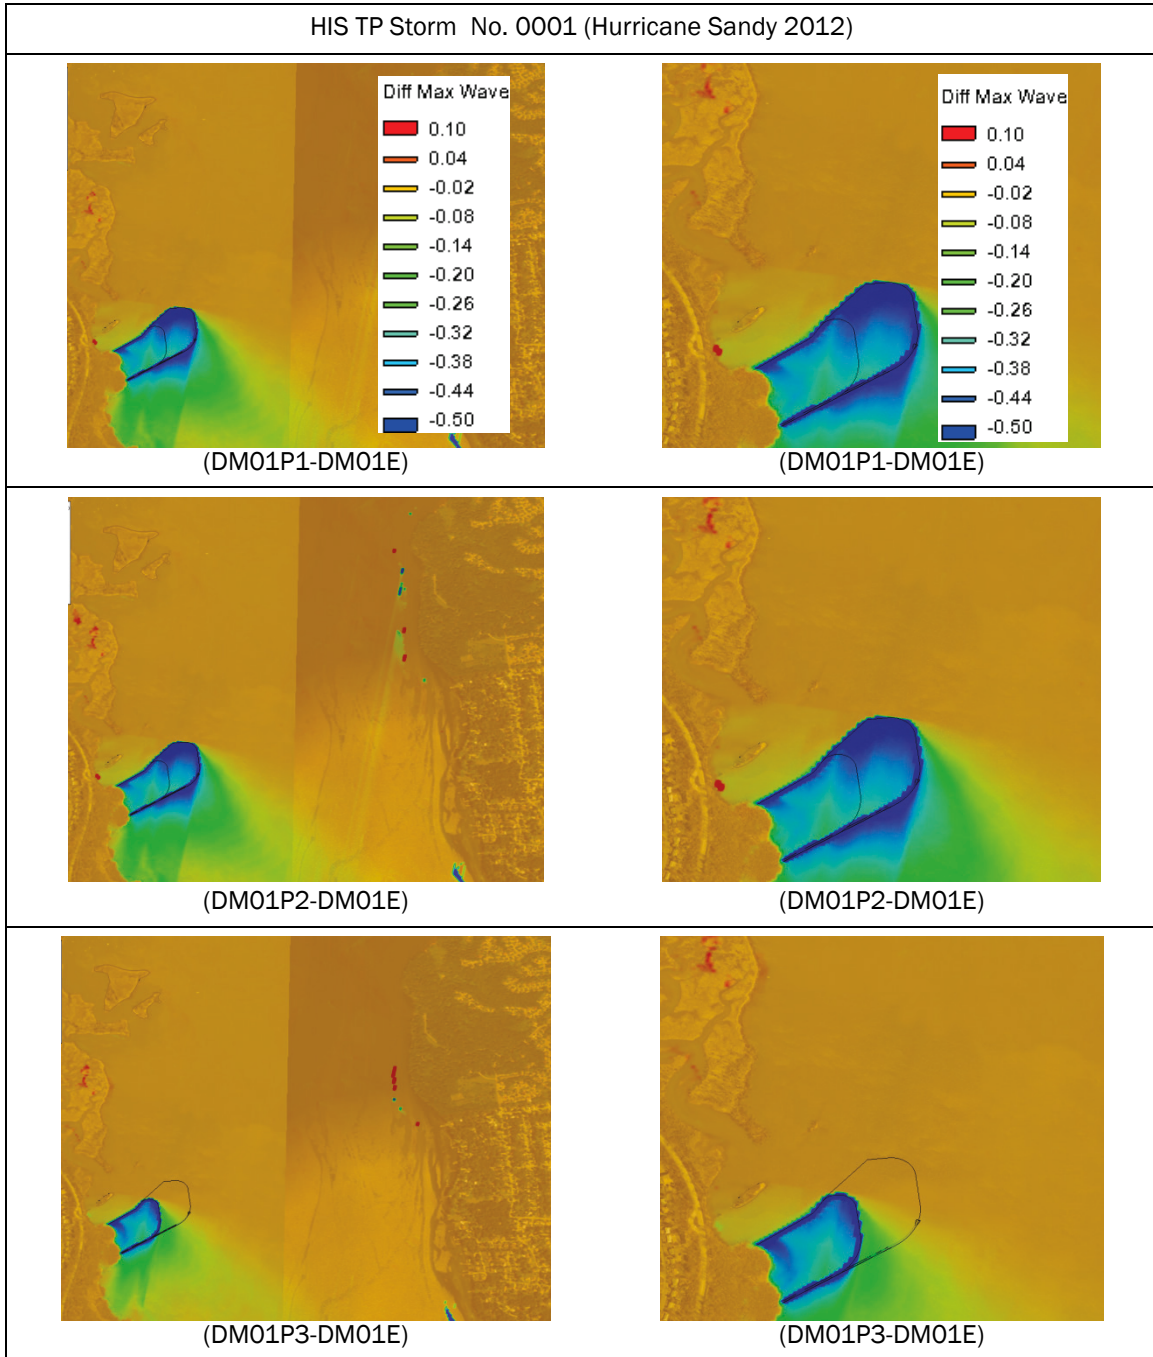 HIS TP Storm No. 0001 (Hurricane Sandy 2012)
Diff Max Wave
0.10
0.04
-0.02
-0.08
-0.14
-0.20
-0.26
-0.32
-0.38
-0.44
-0.50
(DM01P1-DM01E)
Diff Max Wave
0.10
0.04
-0.02
-0.08
-0.14
-0.20
-0.26
-0.32
-0.38
-0.44
-0.50
(DM01P1-DM01E)
(DM01P2-DM01E)
(DM01P2-DM01E)
(DM01P3-DM01E)
(DM01P3-DM01E)